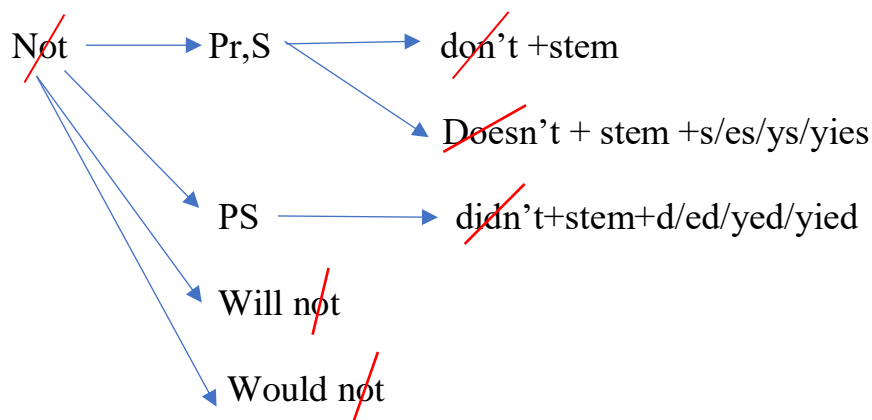 Not Pr,S don't +stem
Doesn't + stem +s/es/ys/yies
PS didn't+stem+d/ed/yed/yied
Will not
Would not